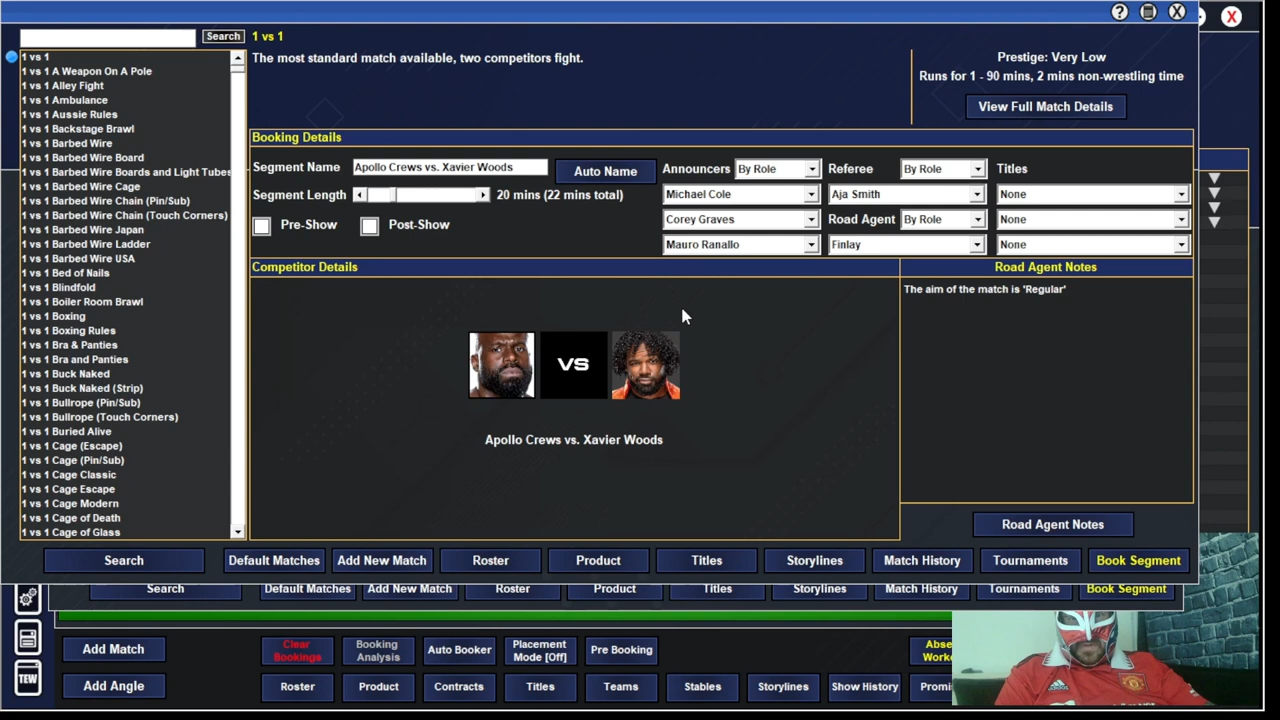 Search
1 vs 1
?
X
X
1 vs 1
1 vs 1 A Weapon On A Pole
1 vs 1 Alley Fight
1 vs 1 Ambulance
1 vs 1 Aussie Rules
1 vs 1 Backstage Brawl
1 vs 1 Barbed Wire
1 vs 1 Barbed Wire Board
1 vs 1 Barbed Wire Boards and Light Tubes
1 vs 1 Barbed Wire Cage
1 vs 1 Barbed Wire Chain (Pin/Sub)
1 vs 1 Barbed Wire Chain (Touch Corners)
1 vs 1 Barbed Wire Japan
1 vs 1 Barbed Wire Ladder
1 vs 1 Barbed Wire USA
1 vs 1 Bed of Nails
1 vs 1 Blindfold
1 vs 1 Boiler Room Brawl
1 vs 1 Boxing
1 vs 1 Boxing Rules
1 vs 1 Bra & Panties
1 vs 1 Bra and Panties
1 vs 1 Buck Naked
1 vs 1 Buck Naked (Strip)
1 vs 1 Bullrope (Pin/Sub)
1 vs 1 Bullrope (Touch Corners)
1 vs 1 Buried Alive
1 vs 1 Cage (Escape)
1 vs 1 Cage (Pin/Sub)
1 vs 1 Cage Classic
1 vs 1 Cage Escape
1 vs 1 Cage Modern
1 vs 1 Cage of Death
1 vs 1 Cage of Glass
The most standard match available, two competitors fight.
Prestige: Very Low
Runs for 1 - 90 mins, 2 mins non-wrestling time
View Full Match Details
Booking Details
Segment Name
Apollo Crews vs. Xavier Woods
Auto Name
Segment Length
20 mins (22 mins total)
Pre-Show
Post-Show
Announcers
By Role
Michael Cole
Corey Graves
Mauro Ranallo
Referee
By Role
Aja Smith
Road Agent
By Role
Finlay
Titles
None
None
None
Competitor Details
VS
Apollo Crews vs. Xavier Woods
Road Agent Notes
The aim of the match is 'Regular'
Road Agent Notes
Search
Default Matches
Add New Match
Roster
Product
Titles
Storylines
Match History
Tournaments
Book Segment
Search
Default Matches
Add New Match
Roster
Product
Titles
Storylines
Match History
Tournaments
Book Segment
Add Match
Clear
Bookings
Booking
Analysis
Auto Booker
Placement
Mode [Off]
Pre Booking
Abse
Work
TEW
Add Angle
Roster
Product
Contracts
Titles
Teams
Stables
Storylines
Show History
Promi